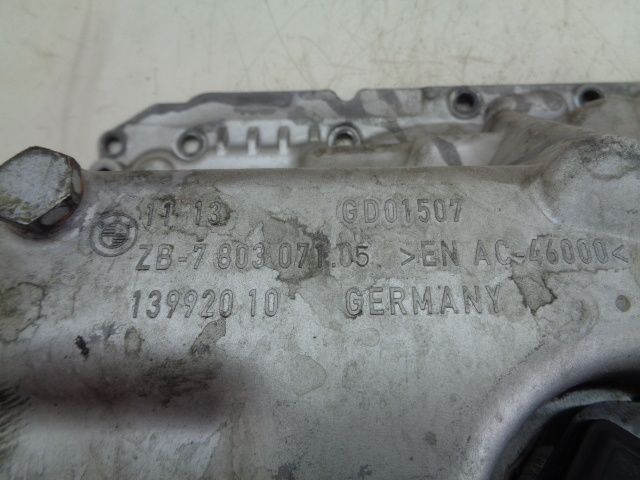 11 13 GD01507
ZB-7 803 071.05 >EN AC-46000<
13992010 GERMANY